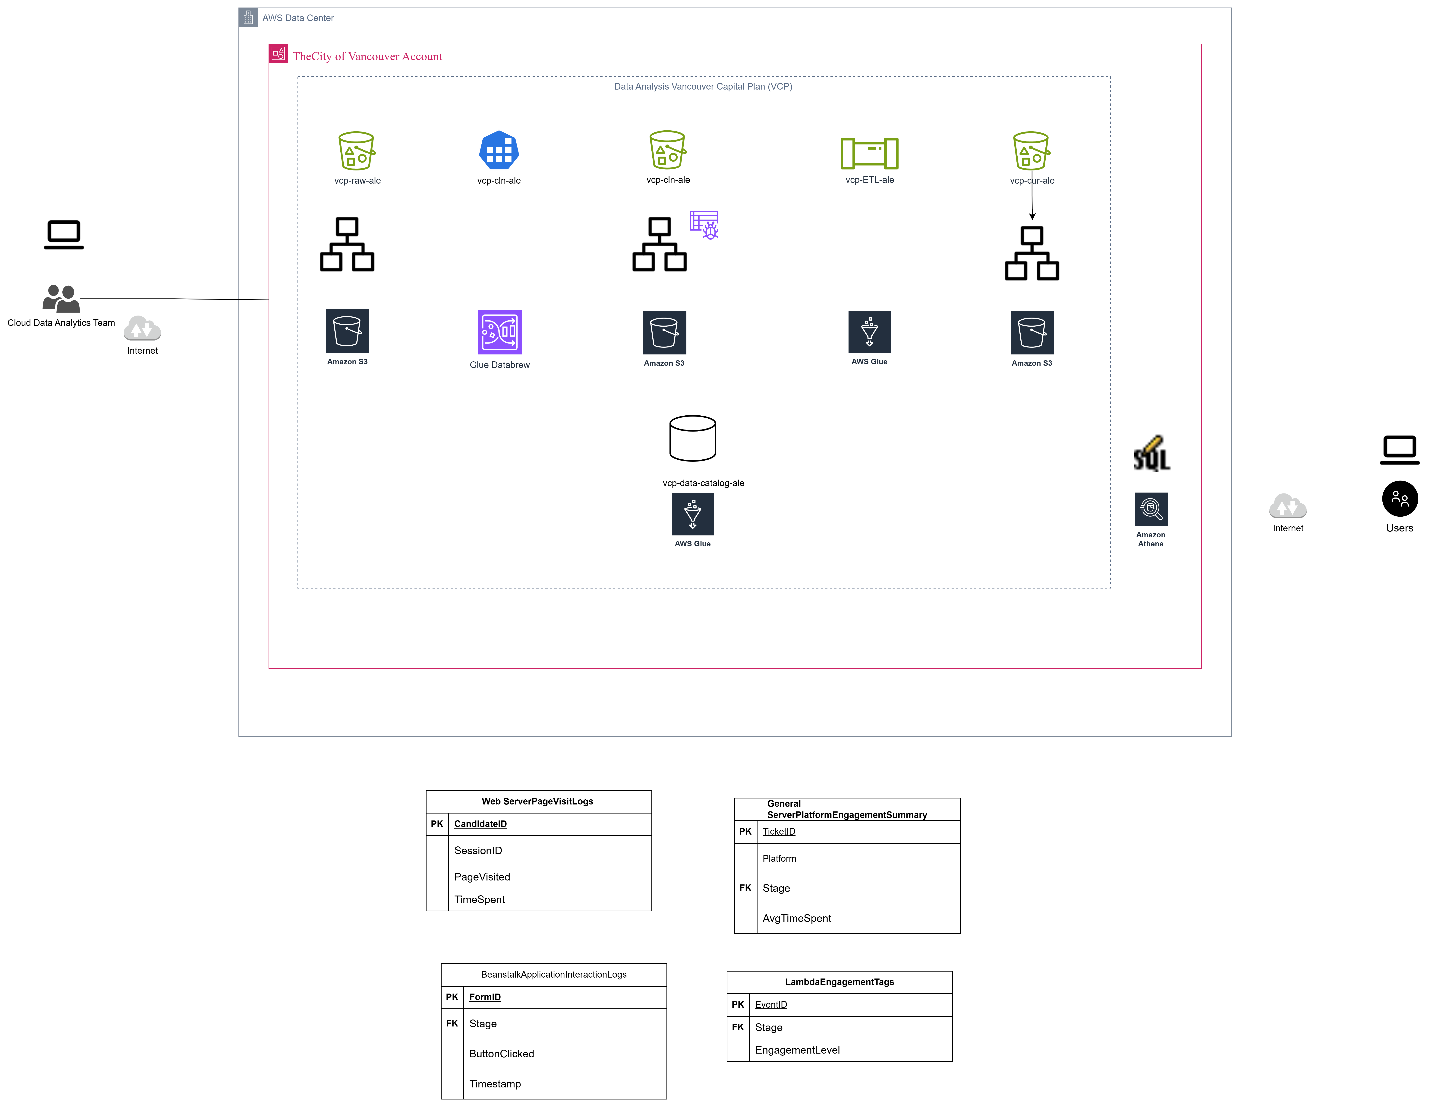 AWS Data Center
TheCity of Vancouver Account
Data Analysis Vancouver Capital Plan (VCP)
vcp-raw-ale
vcp-cln-ale
vcp-cln-ale
vcp-ETL-ale
vcp-cur-ale
Cloud Data Analytics Team
Internet
Amazon S3
Glue Databrew
Amazon S3
AWS Glue
Amazon S3
vcp-data-catalog-ale
AWS Glue
SQL
Amazon
Athena
Internet
Users
Web ServerPageVisitLogs
PK CandidateID
SessionID
PageVisited
TimeSpent
General
ServerPlatformEngagementSummary
PK TicketID
Platform
FK Stage
AvgTimeSpent
BeanstalkApplicationInteractionLogs
PK FormID
FK Stage
ButtonClicked
Timestamp
LambdaEngagementTags
PK EventID
FK Stage
EngagementLevel